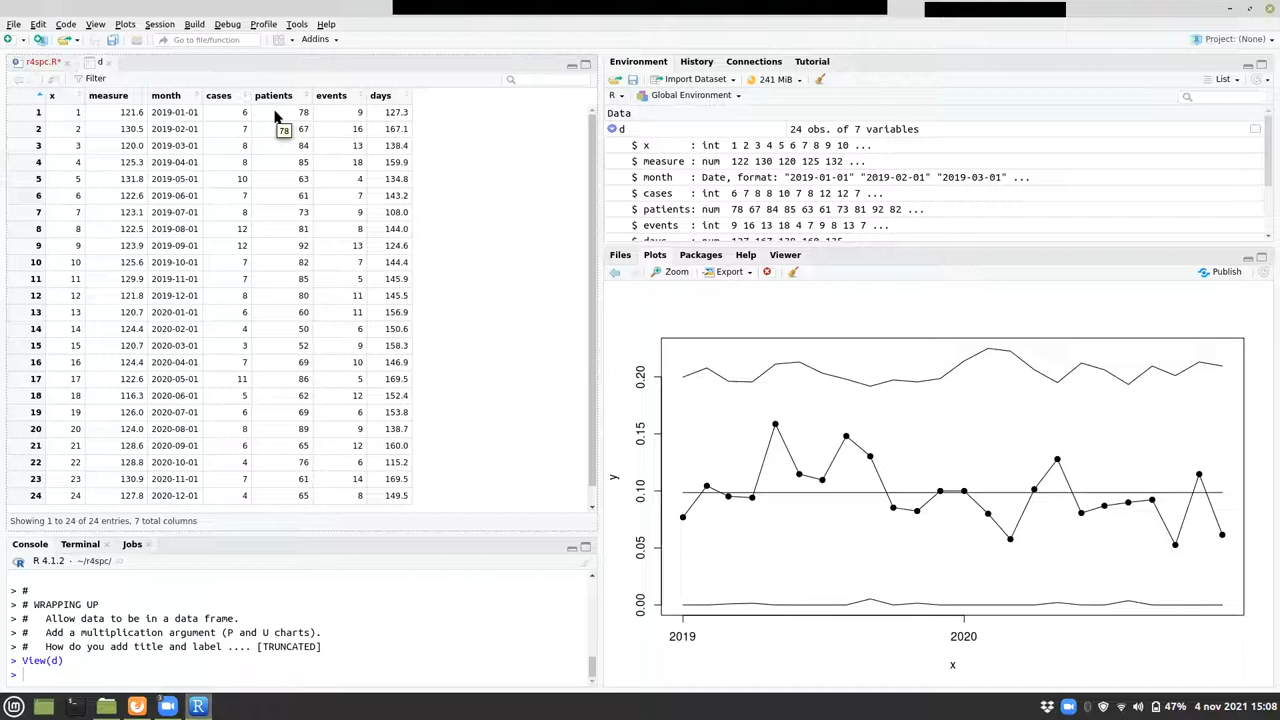 File Edit Code View Plots Session Build Debug Profile Tools Help
Go to file/function Addins Project: (None)
r4spc.R* d
Filter
x measure month cases patients events days
1 1 121.6 2019-01-01 6 78 9 127.3
78
2 2 130.5 2019-02-01 7 67 16 167.1
3 3 120.0 2019-03-01 8 84 13 138.4
4 4 125.3 2019-04-01 8 85 18 159.9
5 5 131.8 2019-05-01 10 63 4 134.8
6 6 122.6 2019-06-01 7 61 7 143.2
7 7 123.1 2019-07-01 8 73 9 108.0
8 8 122.5 2019-08-01 12 81 8 144.0
9 9 123.9 2019-09-01 12 92 13 124.6
10 10 125.6 2019-10-01 7 82 7 144.4
11 11 129.9 2019-11-01 7 85 5 145.9
12 12 121.8 2019-12-01 8 80 11 145.5
13 13 120.7 2020-01-01 6 60 11 156.9
14 14 124.4 2020-02-01 4 50 6 150.6
15 15 120.7 2020-03-01 3 52 9 158.3
16 16 124.4 2020-04-01 7 69 10 146.9
17 17 122.6 2020-05-01 11 86 5 169.5
18 18 116.3 2020-06-01 5 62 12 152.4
19 19 126.0 2020-07-01 6 69 6 153.8
20 20 124.0 2020-08-01 8 89 9 138.7
21 21 128.6 2020-09-01 6 65 12 160.0
22 22 128.8 2020-10-01 4 76 6 115.2
23 23 130.9 2020-11-01 7 61 14 169.5
24 24 127.8 2020-12-01 4 65 8 149.5
Showing 1 to 24 of 24 entries, 7 total columns
Console Terminal Jobs
R 4.1.2 · ~/r4spc/
> #
> # WRAPPING UP
> #   Allow data to be in a data frame.
> #   Add a multiplication argument (P and U charts).
> #   How do you add title and label .... [TRUNCATED]
> View(d)
>
Environment History Connections Tutorial
Import Dataset 241 MiB List
R Global Environment
Data
d 24 obs. of 7 variables
$ x : int 1 2 3 4 5 6 7 8 9 10 ...
$ measure : num 122 130 120 125 132 ...
$ month : Date, format: "2019-01-01" "2019-02-01" "2019-03-01" ...
$ cases : int 6 7 8 8 10 7 8 12 12 7 ...
$ patients: num 78 67 84 85 63 61 73 81 92 82 ...
$ events : int 9 16 13 18 4 7 9 8 13 7 ...
Files Plots Packages Help Viewer
Zoom Export Publish
0.20
0.15
y
0.10
0.05
0.00
2019 2020
x
47% 4 nov 2021 15:08